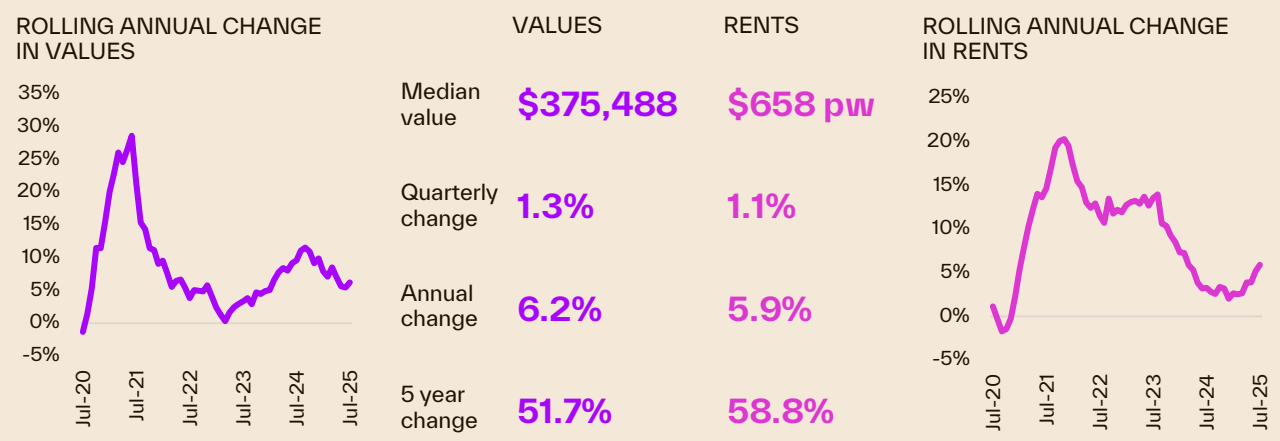 ROLLING ANNUAL CHANGE
IN VALUES
35%
30%
25%
20%
15%
10%
5%
0%
-5%
Jul-20
Jul-21
Jul-22
Jul-23
Jul-24
Jul-25
VALUES
RENTS
Median
value
$375,488
$658 pw
Quarterly
change
1.3%
1.1%
Annual
change
6.2%
5.9%
5 year
change
51.7%
58.8%
ROLLING ANNUAL CHANGE
IN RENTS
25%
20%
15%
10%
5%
0%
-5%
Jul-20
Jul-21
Jul-22
Jul-23
Jul-24
Jul-25